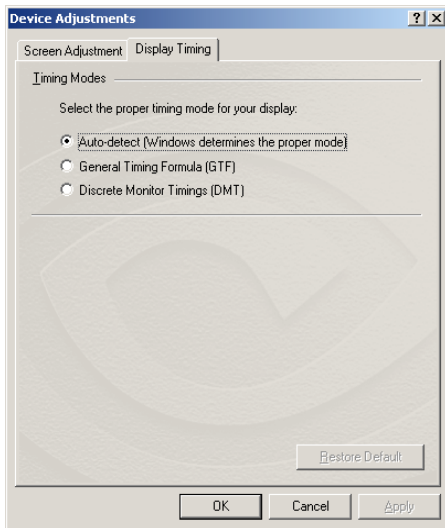 Device Adjustments
Screen Adjustment Display Timing
Timing Modes
Select the proper timing mode for your display:
Auto-detect (Windows determines the proper mode)
General Timing Formula (GTF)
Discrete Monitor Timings (DMT)
Restore Default
OK Cancel Apply